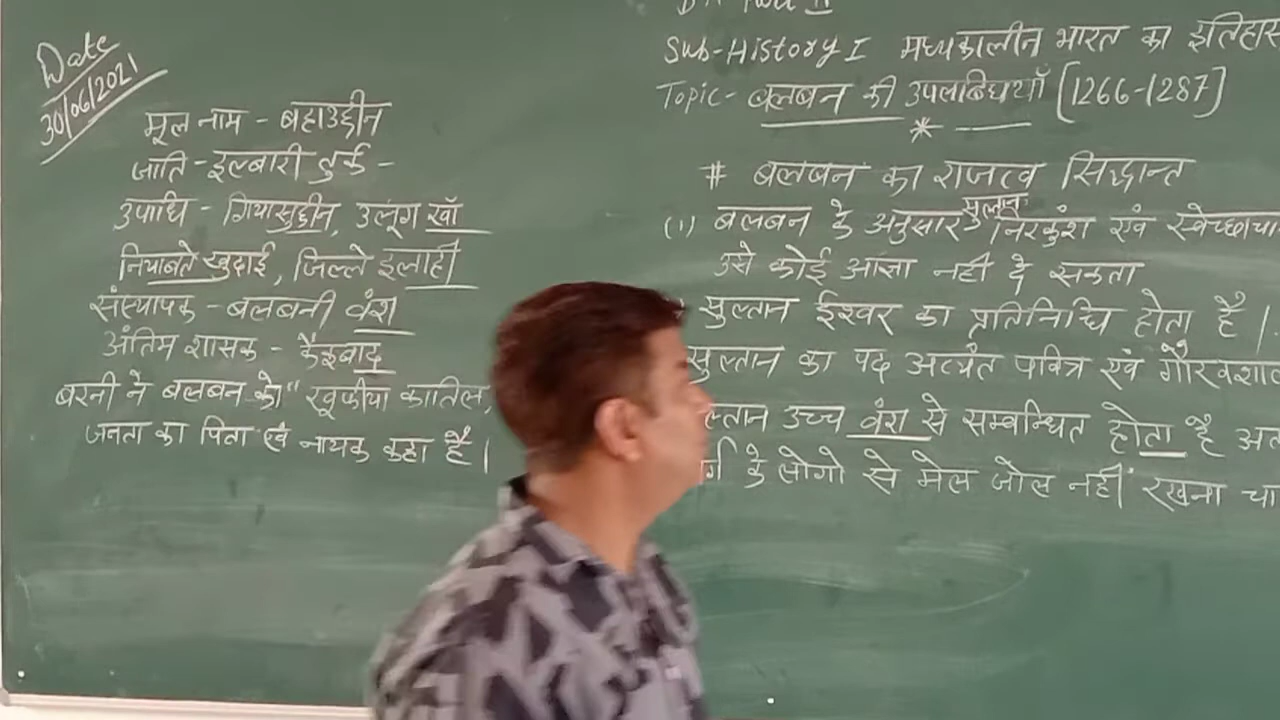 Date
30/06/2021
मूल नाम - बहाउद्दीन
जाति - इल्बारी तुर्क -
उपाधि - गियासुद्दीन, उलूग खाँ
नियाबते खुदाई, जिल्ले इलाही
संस्थापक - बलबनी वंश
अंतिम शासक - कैइबाद
बरनी ने बलबन को " खूफीया कातिल,
जनता का पिता एवं नायक कहा है |
Sub-History I मध्यकालीन भारत का इतिहास
Topic- बलबन की उपलब्धियाँ [1266-1287]
# बलबन का राजत्व सिद्धान्त
(1) बलबन के अनुसार सुल्तान निरकुंश एवं स्वेच्छाचा
उसे कोई आज्ञा नहीं दे सकता
सुल्तान ईश्वर का प्रतिनिधि होता है |
सुल्तान का पद अत्यंत पवित्र एवं गौरवशाल
ल्तान उच्च वंश से सम्बन्धित होता है अत
र्ग के लोगो से मेल जोल नहीं रखना चा